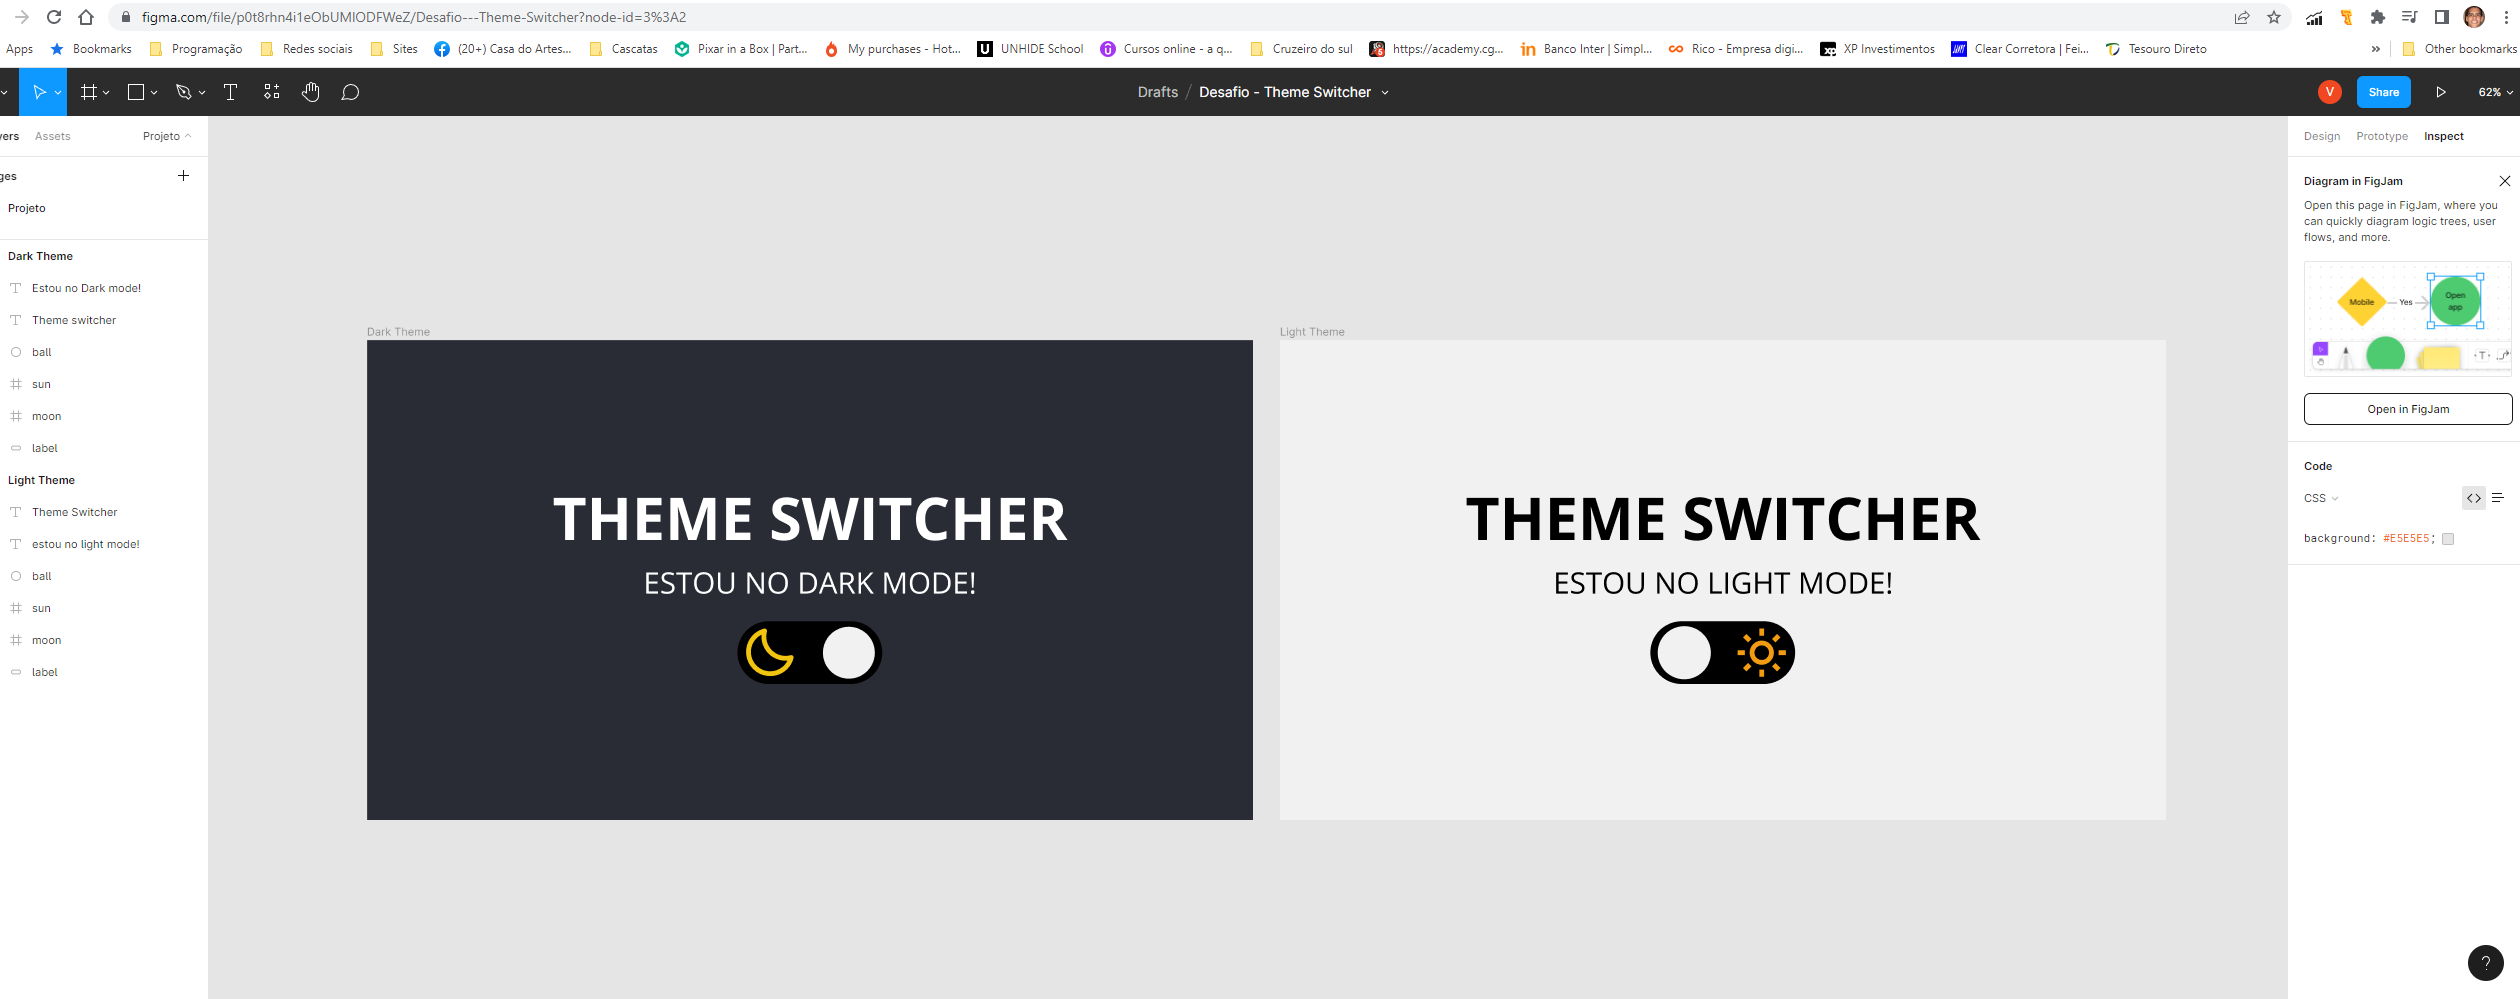 figma.com/file/p0t8rhn4i1eObUMIODFWeZ/Desafio---Theme-Switcher?node-id=3%3A2
Apps Bookmarks Programação Redes sociais Sites (20+) Casa do Artes... Cascatas Pixar in a Box | Part... My purchases - Hot... UNHIDE School Cursos online - a q... Cruzeiro do sul https://academy.cg... Banco Inter | Simpl... Rico - Empresa digi... XP Investimentos Clear Corretora | Fei... Tesouro Direto » Other bookmarks
Drafts / Desafio - Theme Switcher V Share 62%
yers Assets Projeto
Design Prototype Inspect
ges
Projeto
Dark Theme
Estou no Dark mode!
Theme switcher
ball
sun
moon
label
Light Theme
Theme Switcher
estou no light mode!
ball
sun
moon
label
Dark Theme
THEME SWITCHER
ESTOU NO DARK MODE!
Light Theme
THEME SWITCHER
ESTOU NO LIGHT MODE!
Diagram in FigJam
Open this page in FigJam, where you
can quickly diagram logic trees, user
flows, and more.
Mobile Yes Open
app
Open in FigJam
Code
CSS
background: #E5E5E5;
?